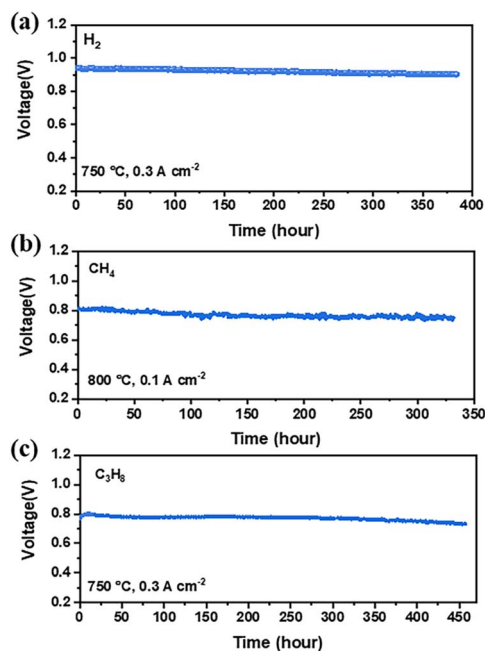 (a)
H₂
Voltage(V)
1.2
1.0
0.8
0.6
0.4
0.2
750 °C, 0.3 A cm⁻²
0 50 100 150 200 250 300 350 400
Time (hour)
(b)
CH₄
Voltage(V)
1.2
1.0
0.8
0.6
0.4
0.2
800 °C, 0.1 A cm⁻²
0 50 100 150 200 250 300 350
Time (hour)
(c)
C₃H₈
Voltage(V)
1.2
1.0
0.8
0.6
0.4
0.2
750 °C, 0.3 A cm⁻²
0 50 100 150 200 250 300 350 400 450
Time (hour)